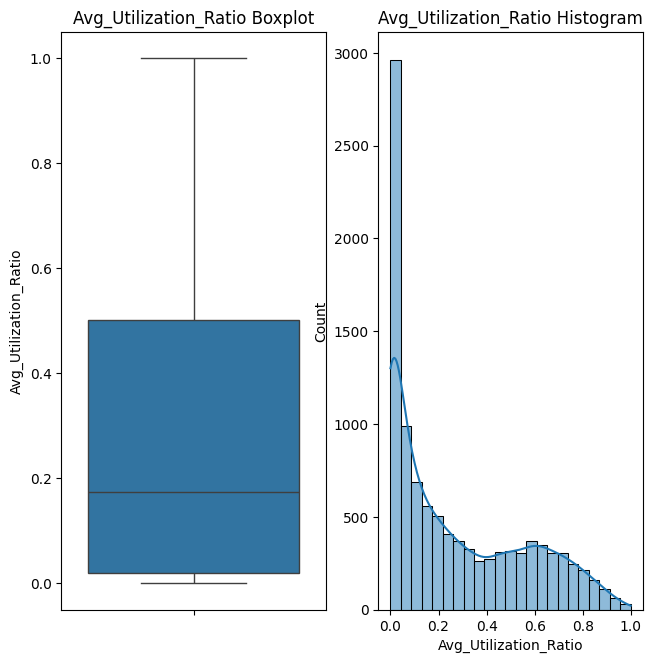 Avg_Utilization_Ratio Boxplot
1.0
0.8
0.6
0.4
0.2
0.0
Avg_Utilization_Ratio
Avg_Utilization_Ratio Histogram
3000
2500
2000
1500
1000
500
0
Count
0.0 0.2 0.4 0.6 0.8 1.0
Avg_Utilization_Ratio